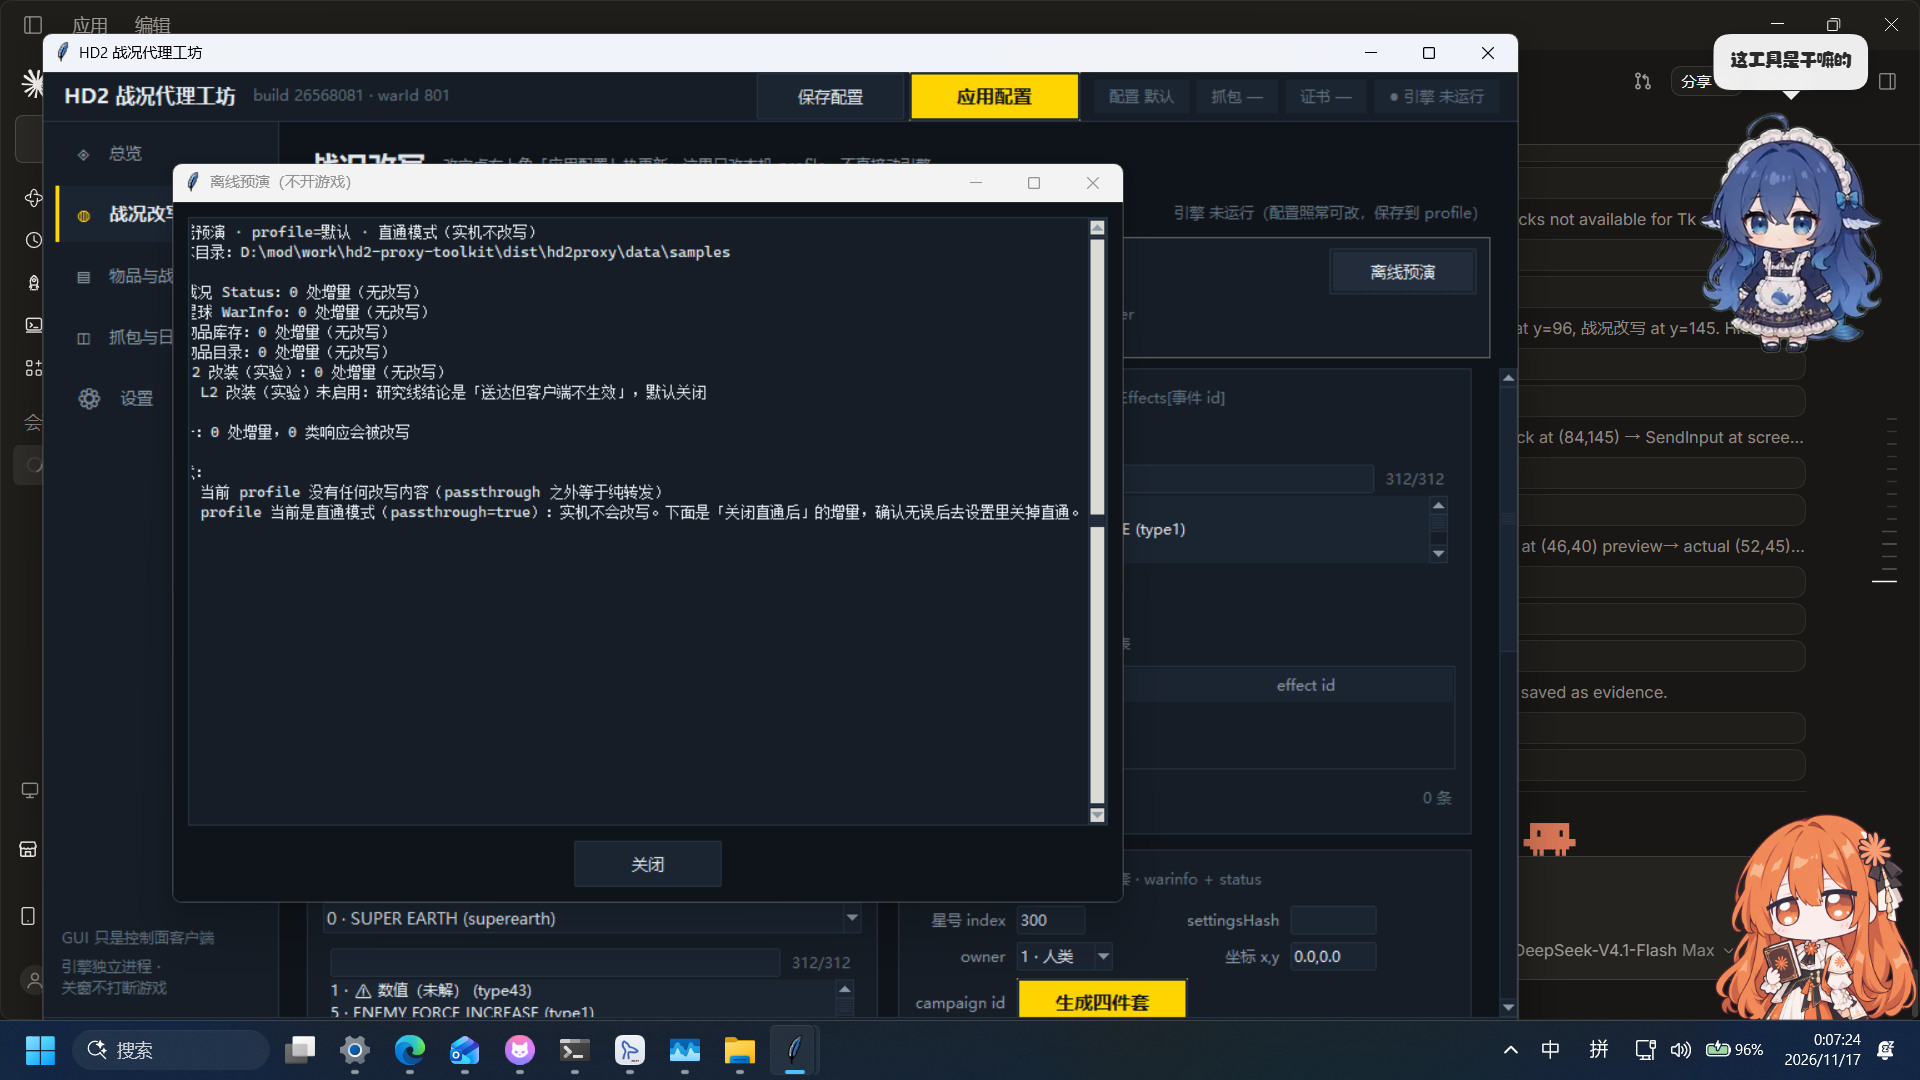 应用 编辑
HD2 战况代理工坊
这工具是干嘛的
分享
HD2 战况代理工坊 build 26568081 · warId 801
保存配置
应用配置
配置 默认
抓包 —
证书 —
● 引擎 未运行
总览
战况改写
物品与战
抓包与日
设置
离线预演（不开游戏）
引擎 未运行（配置照常可改，保存到 profile）
离线预演
预演 · profile=默认 · 直通模式（实机不改写）
目录: D:\mod\work\hd2-proxy-toolkit\dist\hd2proxy\data\samples
况 Status: 0 处增量（无改写）
球 WarInfo: 0 处增量（无改写）
品库存: 0 处增量（无改写）
品目录: 0 处增量（无改写）
2 改装（实验）: 0 处增量（无改写）
L2 改装（实验）未启用: 研究线结论是「送达但客户端不生效」, 默认关闭
: 0 处增量, 0 类响应会被改写
当前 profile 没有任何改写内容（passthrough 之外等于纯转发）
profile 当前是直通模式（passthrough=true）: 实机不会改写。下面是「关闭直通后」的增量, 确认无误后去设置里关掉直通。
关闭
er
ffects[事件 id]
312/312
E (type1)
effect id
0 条
· warinfo + status
0 · SUPER EARTH (superearth)
312/312
1 · ⚠ 数值（未解） (type43)
5 · ENEMY FORCE INCREASE (type1)
星号 index 300
settingsHash
owner 1 · 人类
坐标 x,y 0.0,0.0
campaign id
生成四件套
GUI 只是控制面客户端
引擎独立进程 ·
关窗不打断游戏
cks not available for Tk
at y=96, 战况改写 at y=145.
ck at (84,145) → SendInput at scree...
at (46,40) preview→ actual (52,45)...
saved as evidence.
DeepSeek-V4.1-Flash Max
搜索
中
拼
96%
0:07:24
2026/11/17